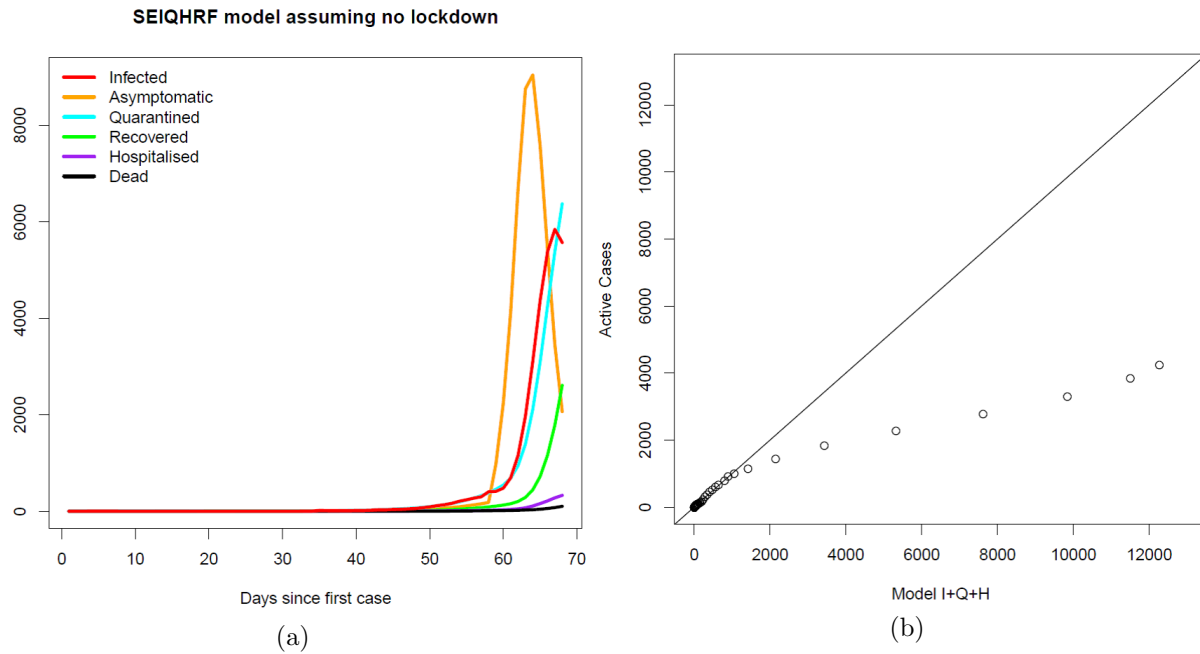 SEIQHRF model assuming no lockdown
Infected
Asymptomatic
Quarantined
Recovered
Hospitalised
Dead
8000
6000
4000
2000
0
0 10 20 30 40 50 60 70
Days since first case
(a)
12000
10000
8000
6000
4000
2000
0
Active Cases
0 2000 4000 6000 8000 10000 12000
Model I+Q+H
(b)